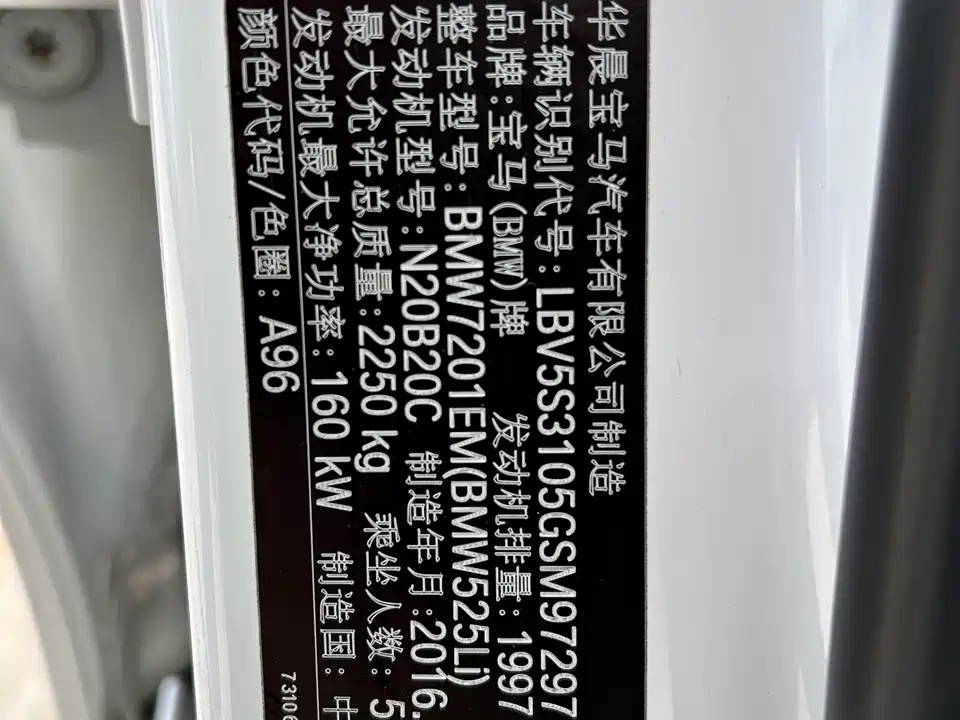 华晨宝马汽车有限公司制造
车辆识别代号:LBV5S3105GSM97297
品牌:宝马(BMW)牌 发动机排量:1997
整车型号:BMW7201EM(BMW525Li)
发动机型号:N20B20C 制造年月:2016.
最大允许总质量:2250 kg 乘坐人数:5
发动机最大净功率:160 kW 制造国:中
颜色代码/色圈:A96
7310